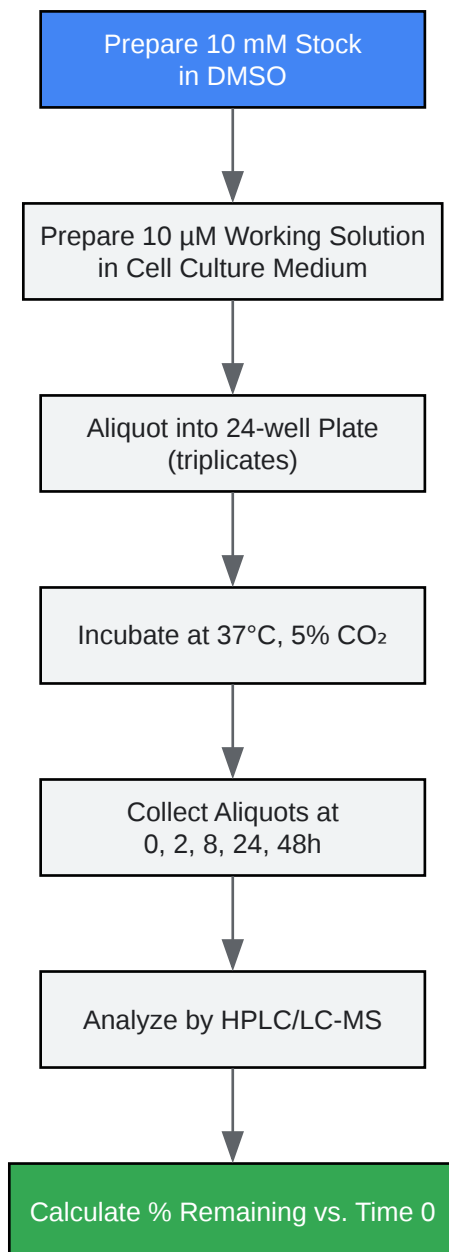 Prepare 10 mM Stock
in DMSO
Prepare 10 µM Working Solution
in Cell Culture Medium
Aliquot into 24-well Plate
(triplicates)
Incubate at 37°C, 5% CO₂
Collect Aliquots at
0, 2, 8, 24, 48h
Analyze by HPLC/LC-MS
Calculate % Remaining vs. Time 0